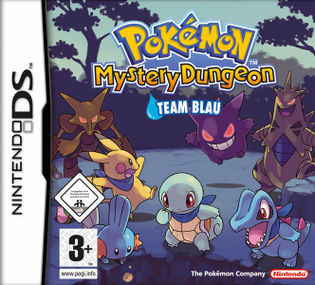 NINTENDO DS
POKÉMON
Mystery Dungeon
TEAM BLAU
3+
www.pegi.info
The Pokémon Company
Nintendo